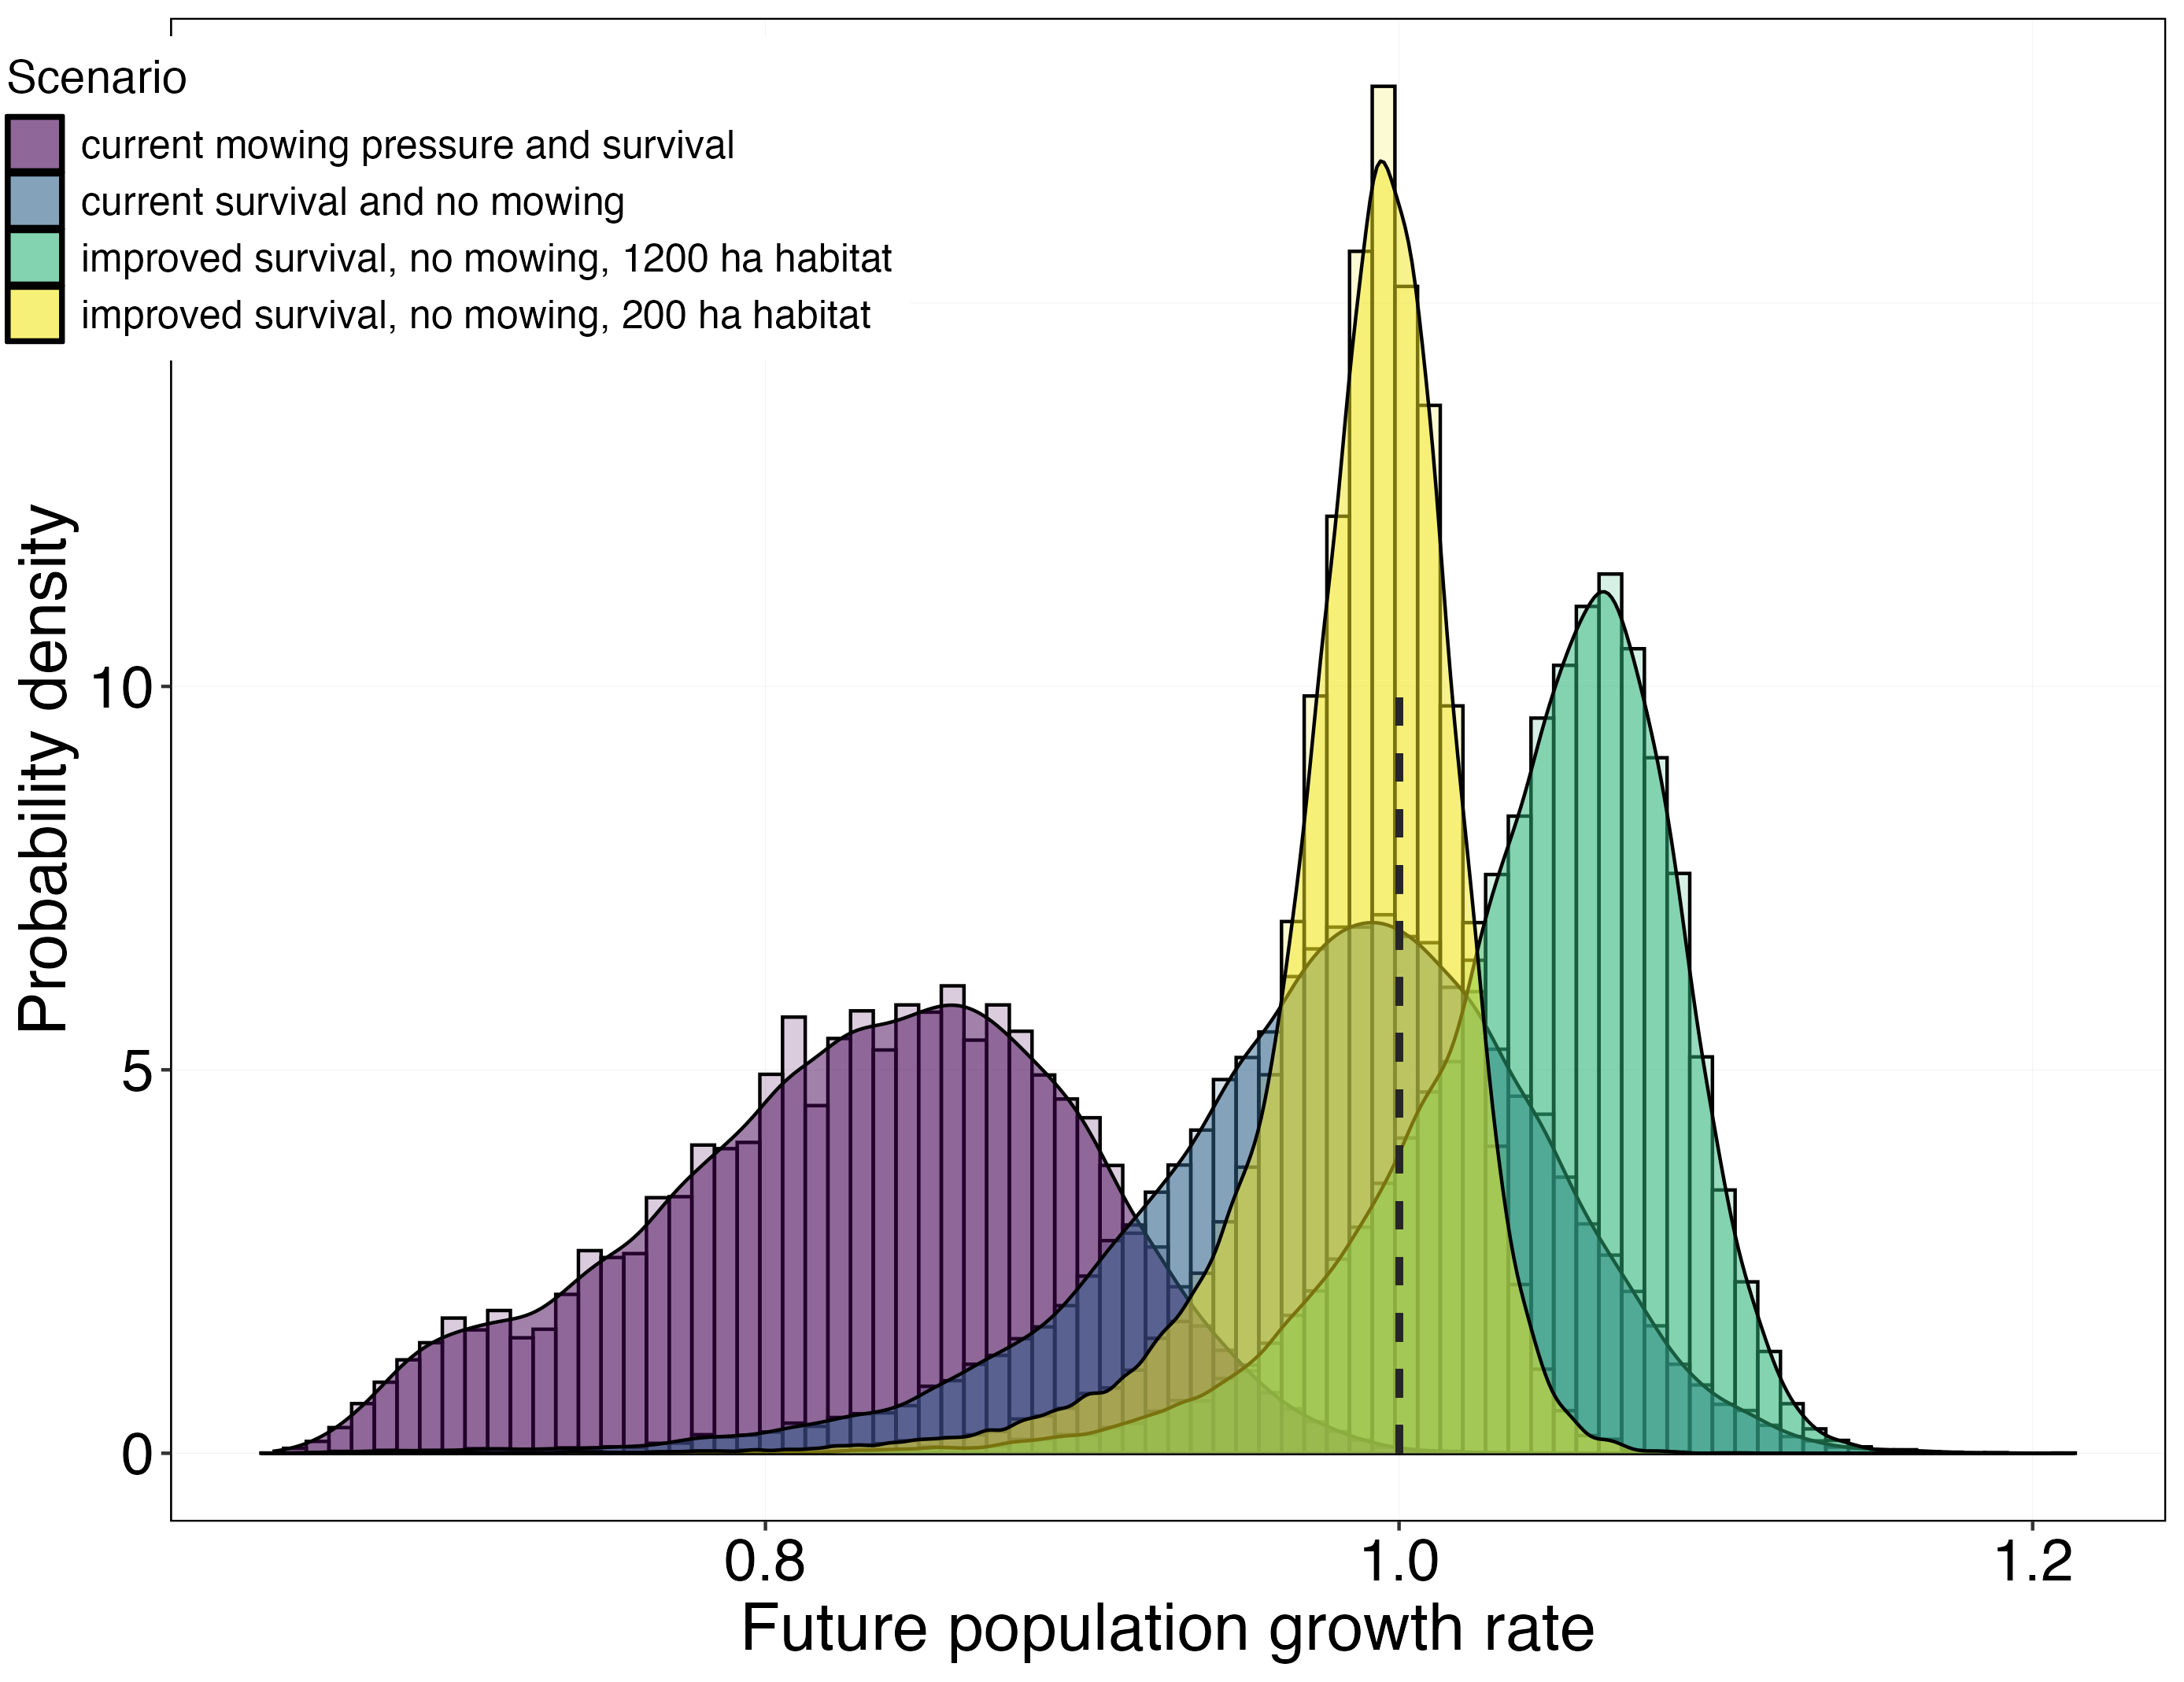 Scenario
current mowing pressure and survival
current survival and no mowing
improved survival, no mowing, 1200 ha habitat
improved survival, no mowing, 200 ha habitat
Probability density
10
5
0
0.8
1.0
1.2
Future population growth rate